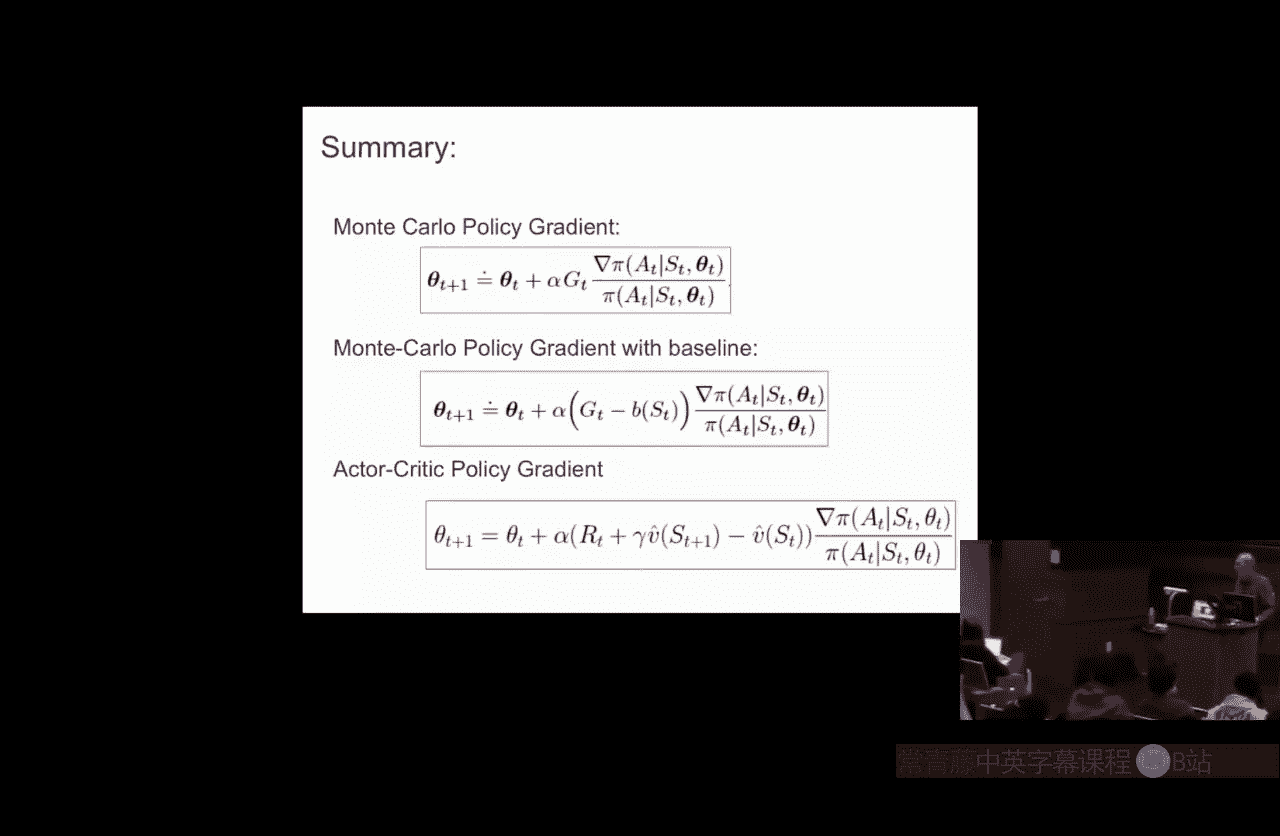 Summary:
Monte Carlo Policy Gradient:
θ_{t+1} ≐ θ_t + αG_t ∇π(A_t|S_t, θ_t) / π(A_t|S_t, θ_t)
Monte-Carlo Policy Gradient with baseline:
θ_{t+1} ≐ θ_t + α(G_t − b(S_t)) ∇π(A_t|S_t, θ_t) / π(A_t|S_t, θ_t)
Actor-Critic Policy Gradient
θ_{t+1} = θ_t + α(R_t + γv̂(S_{t+1}) − v̂(S_t)) ∇π(A_t|S_t, θ_t) / π(A_t|S_t, θ_t)
常青藤中英字幕课程 B站